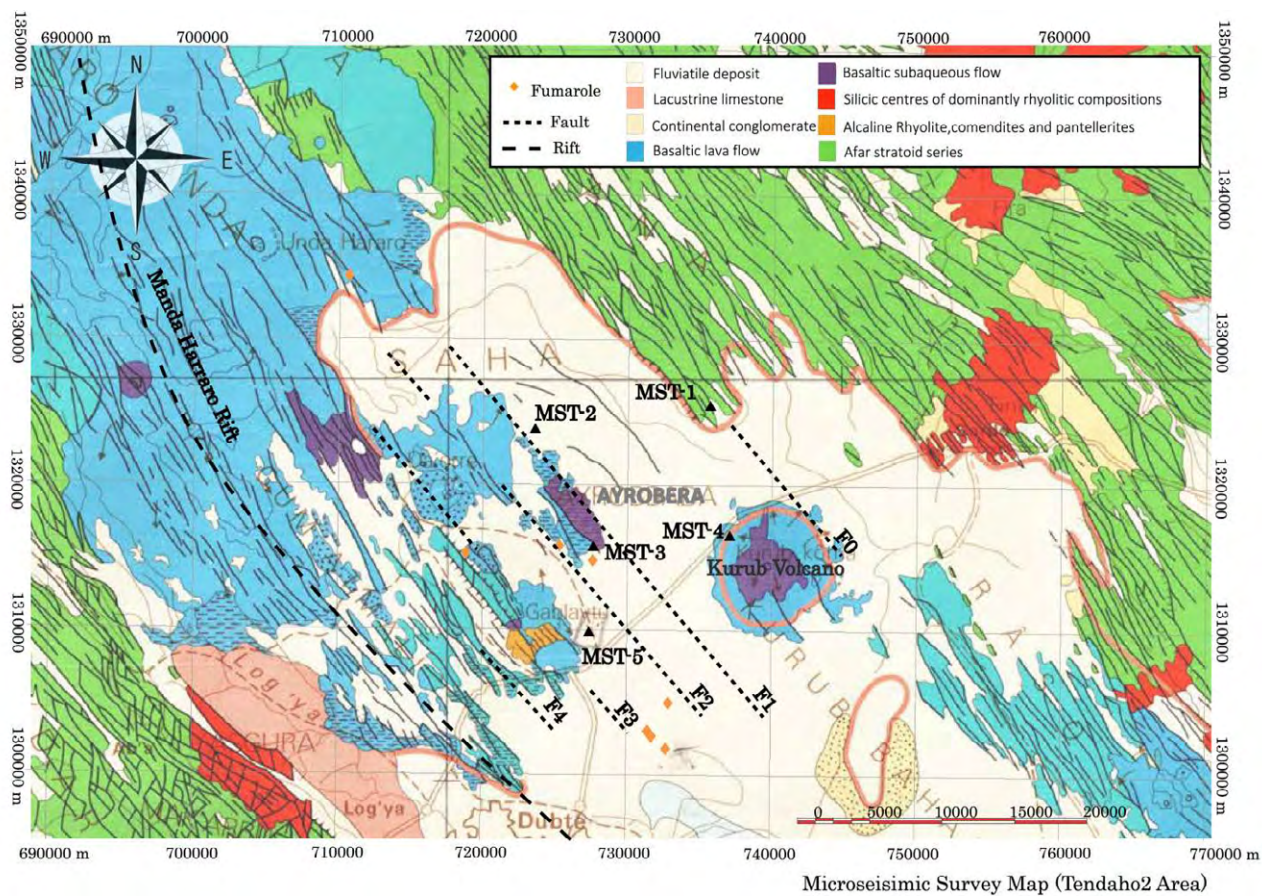 690000 m 700000 710000 720000 730000 740000 750000 760000
1350000 m
1350000 m
N
W E
S
Fumarole
Fault
Rift
Fluviatile deposit
Lacustrine limestone
Continental conglomerate
Basaltic lava flow
Basaltic subaqueous flow
Silicic centres of dominantly rhyolitic compositions
Alcaline Rhyolite,comendites and pantellerites
Afar stratoid series
1340000
1340000
Unda Hararo
Manda Harraro Rift
1330000
1330000
SAHA
MST-1
MST-2
1320000
1320000
AYROBERA
MST-4
F0
MST-3
Kurub Volcano
1310000
1310000
MST-5
F4
F3
F2
F1
Log'ya
1300000 m
1300000 m
Log'ya
Dubte
0 5000 10000 15000 20000
690000 m 700000 710000 720000 730000 740000 750000 760000 770000 m
Microseisimic Survey Map (Tendaho2 Area)